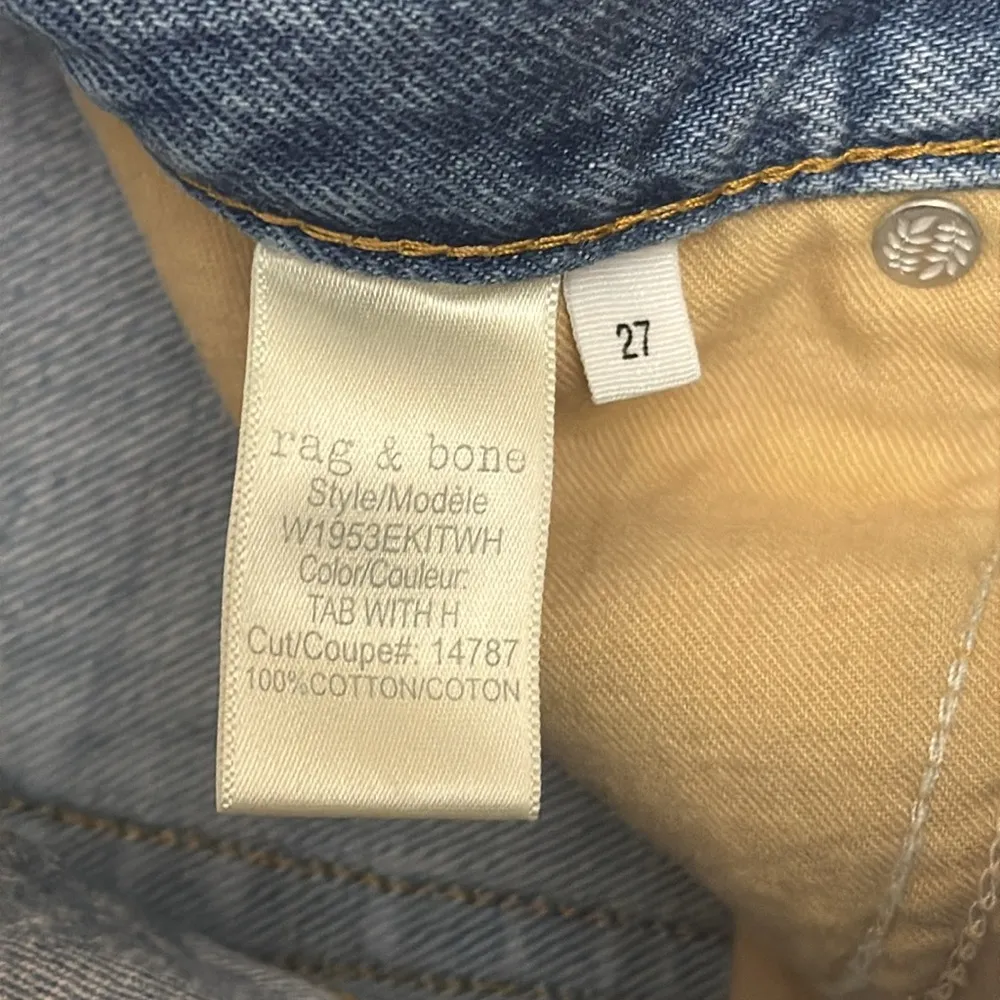 27
rag & bone
Style/Modèle
W1953EKITWH
Color/Couleur:
TAB WITH H
Cut/Coupe#: 14787
100%COTTON/COTON